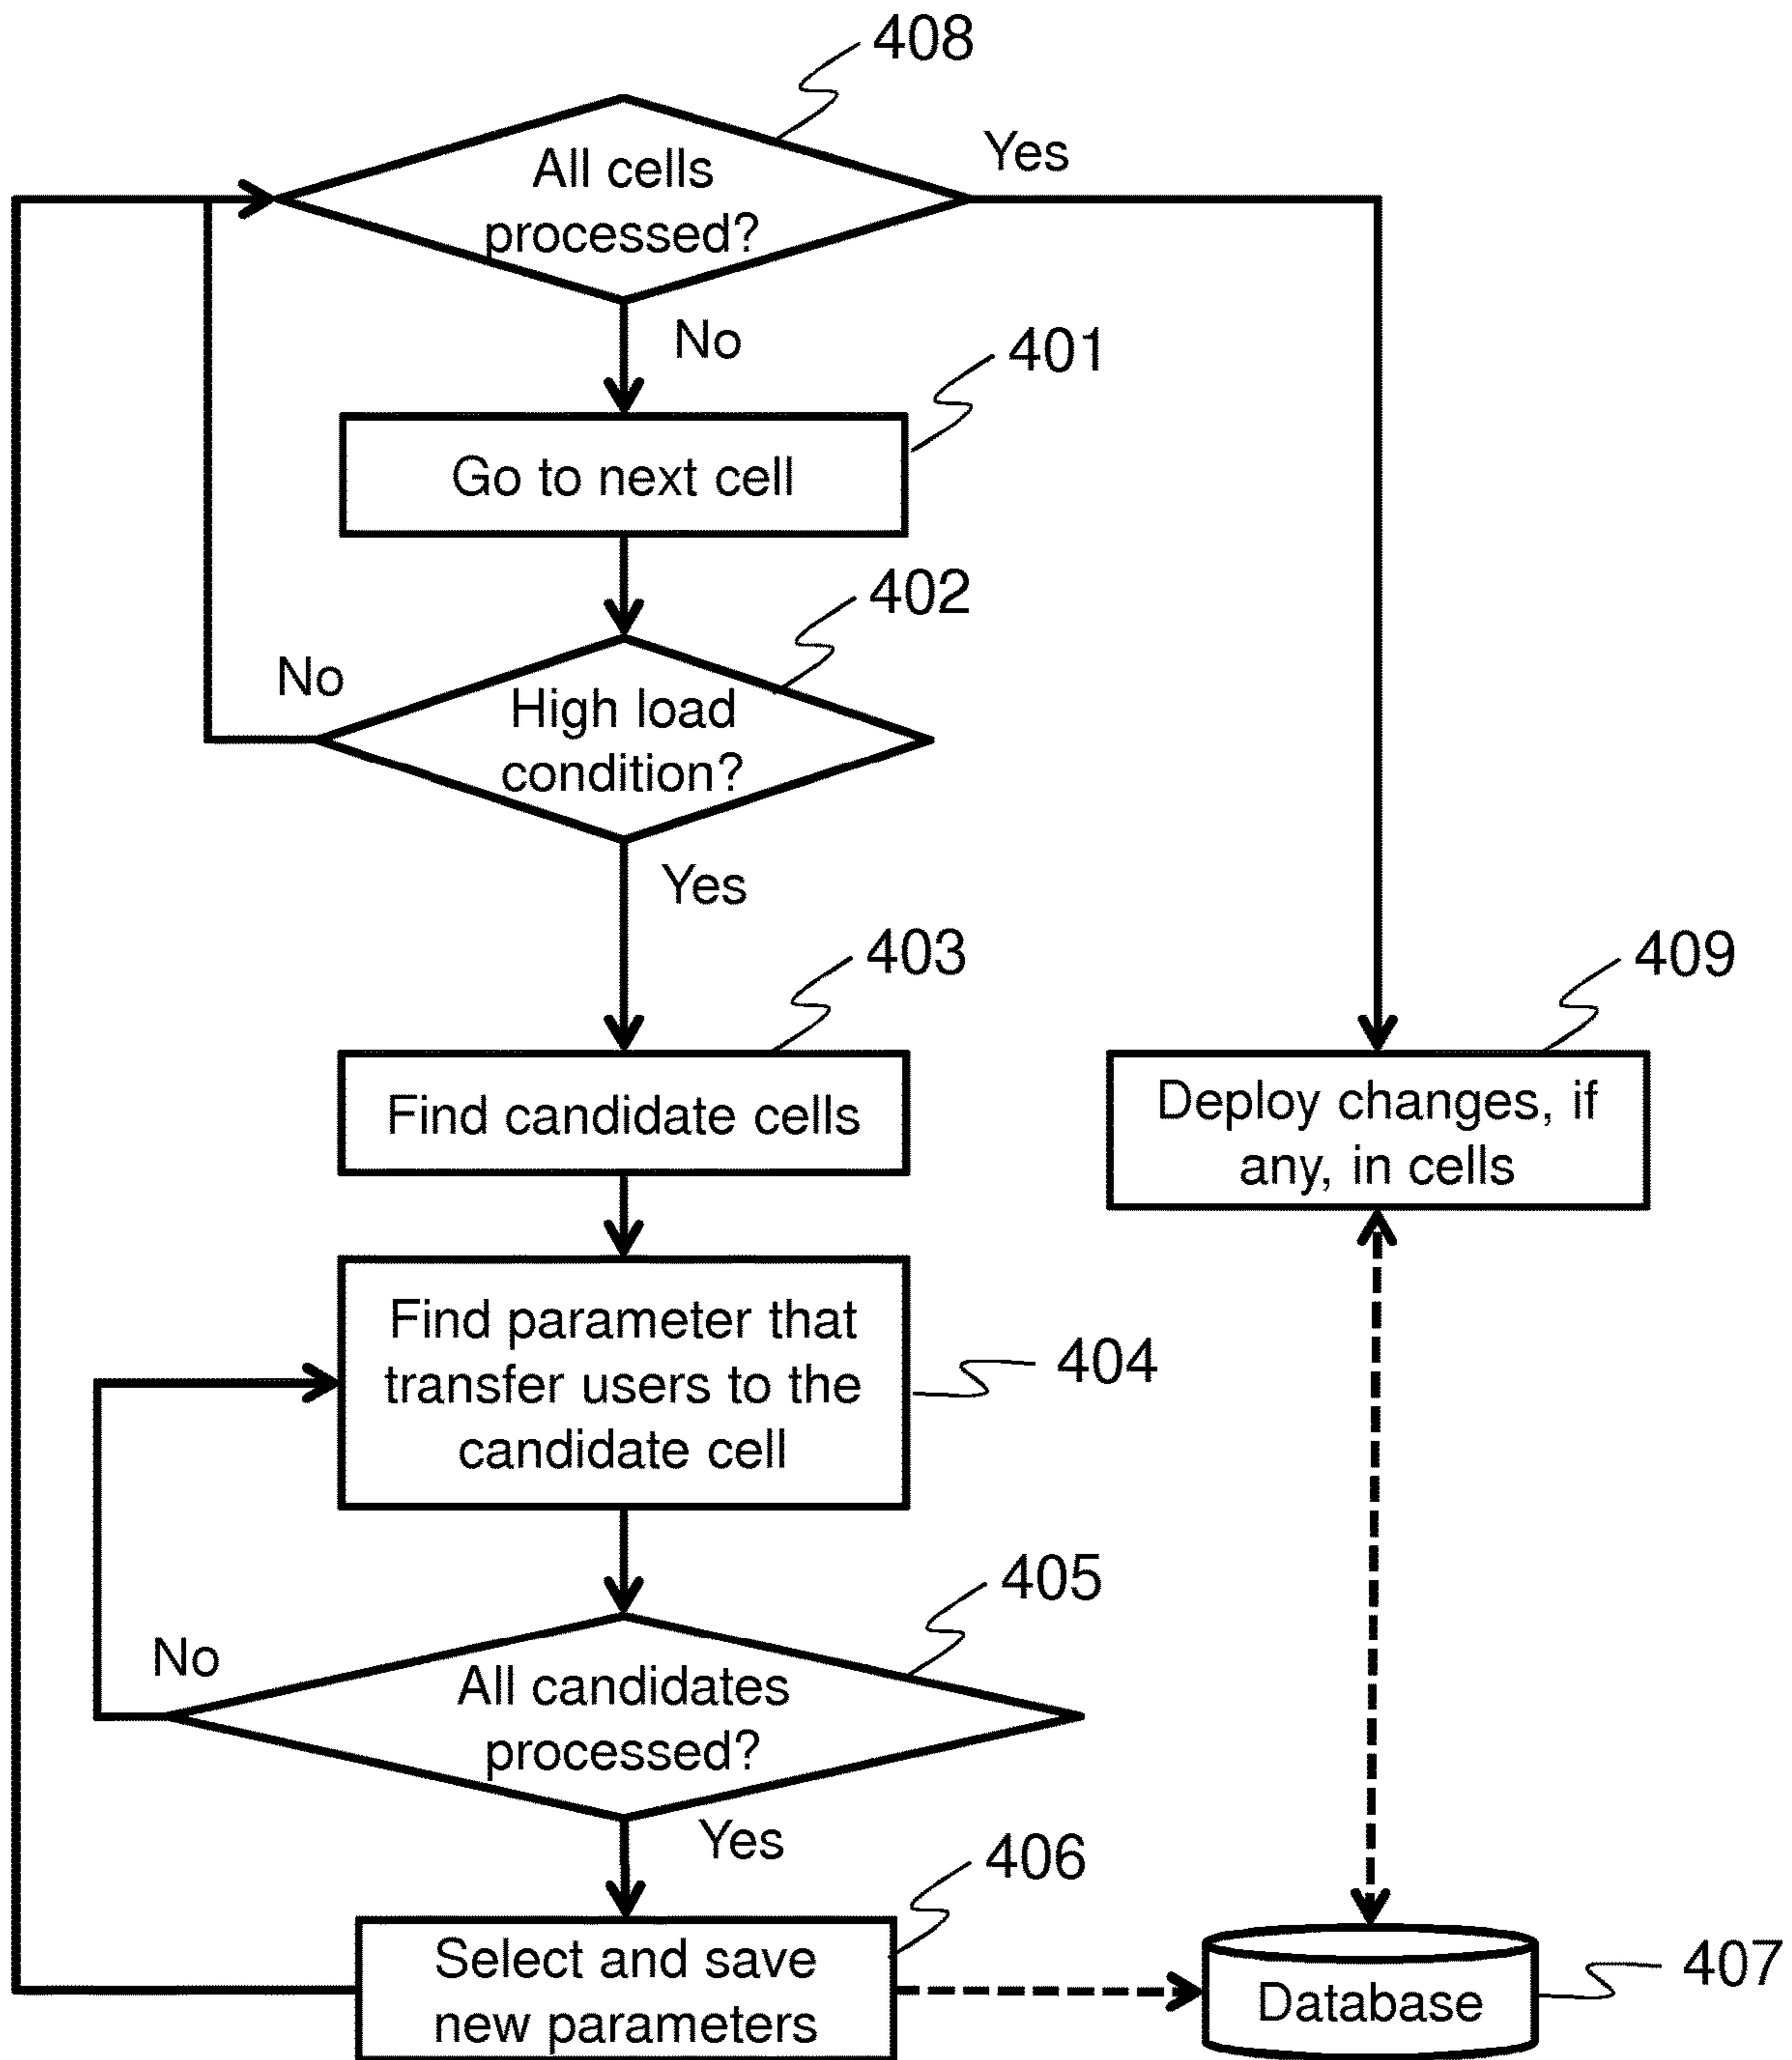 408
All cells
processed?
Yes
No
401
Go to next cell
402
No
High load
condition?
Yes
403
Find candidate cells
409
Deploy changes, if
any, in cells
Find parameter that
transfer users to the
candidate cell
404
405
No
All candidates
processed?
Yes
406
Select and save
new parameters
Database
407